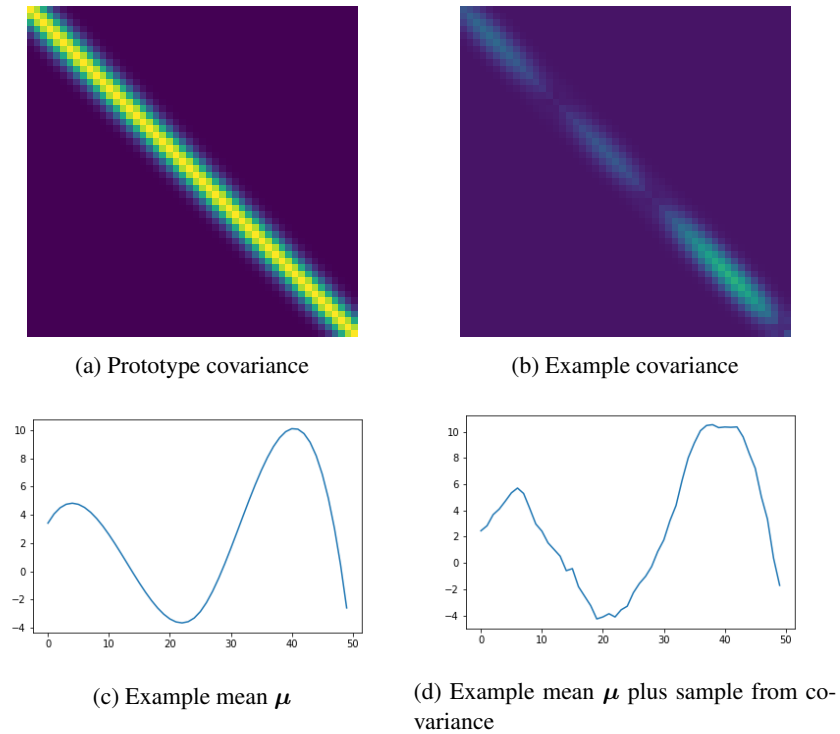 (a) Prototype covariance
(b) Example covariance
10
8
6
4
2
0
−2
−4
0 10 20 30 40 50
(c) Example mean μ
10
8
6
4
2
0
−2
−4
0 10 20 30 40 50
(d) Example mean μ plus sample from co-
variance